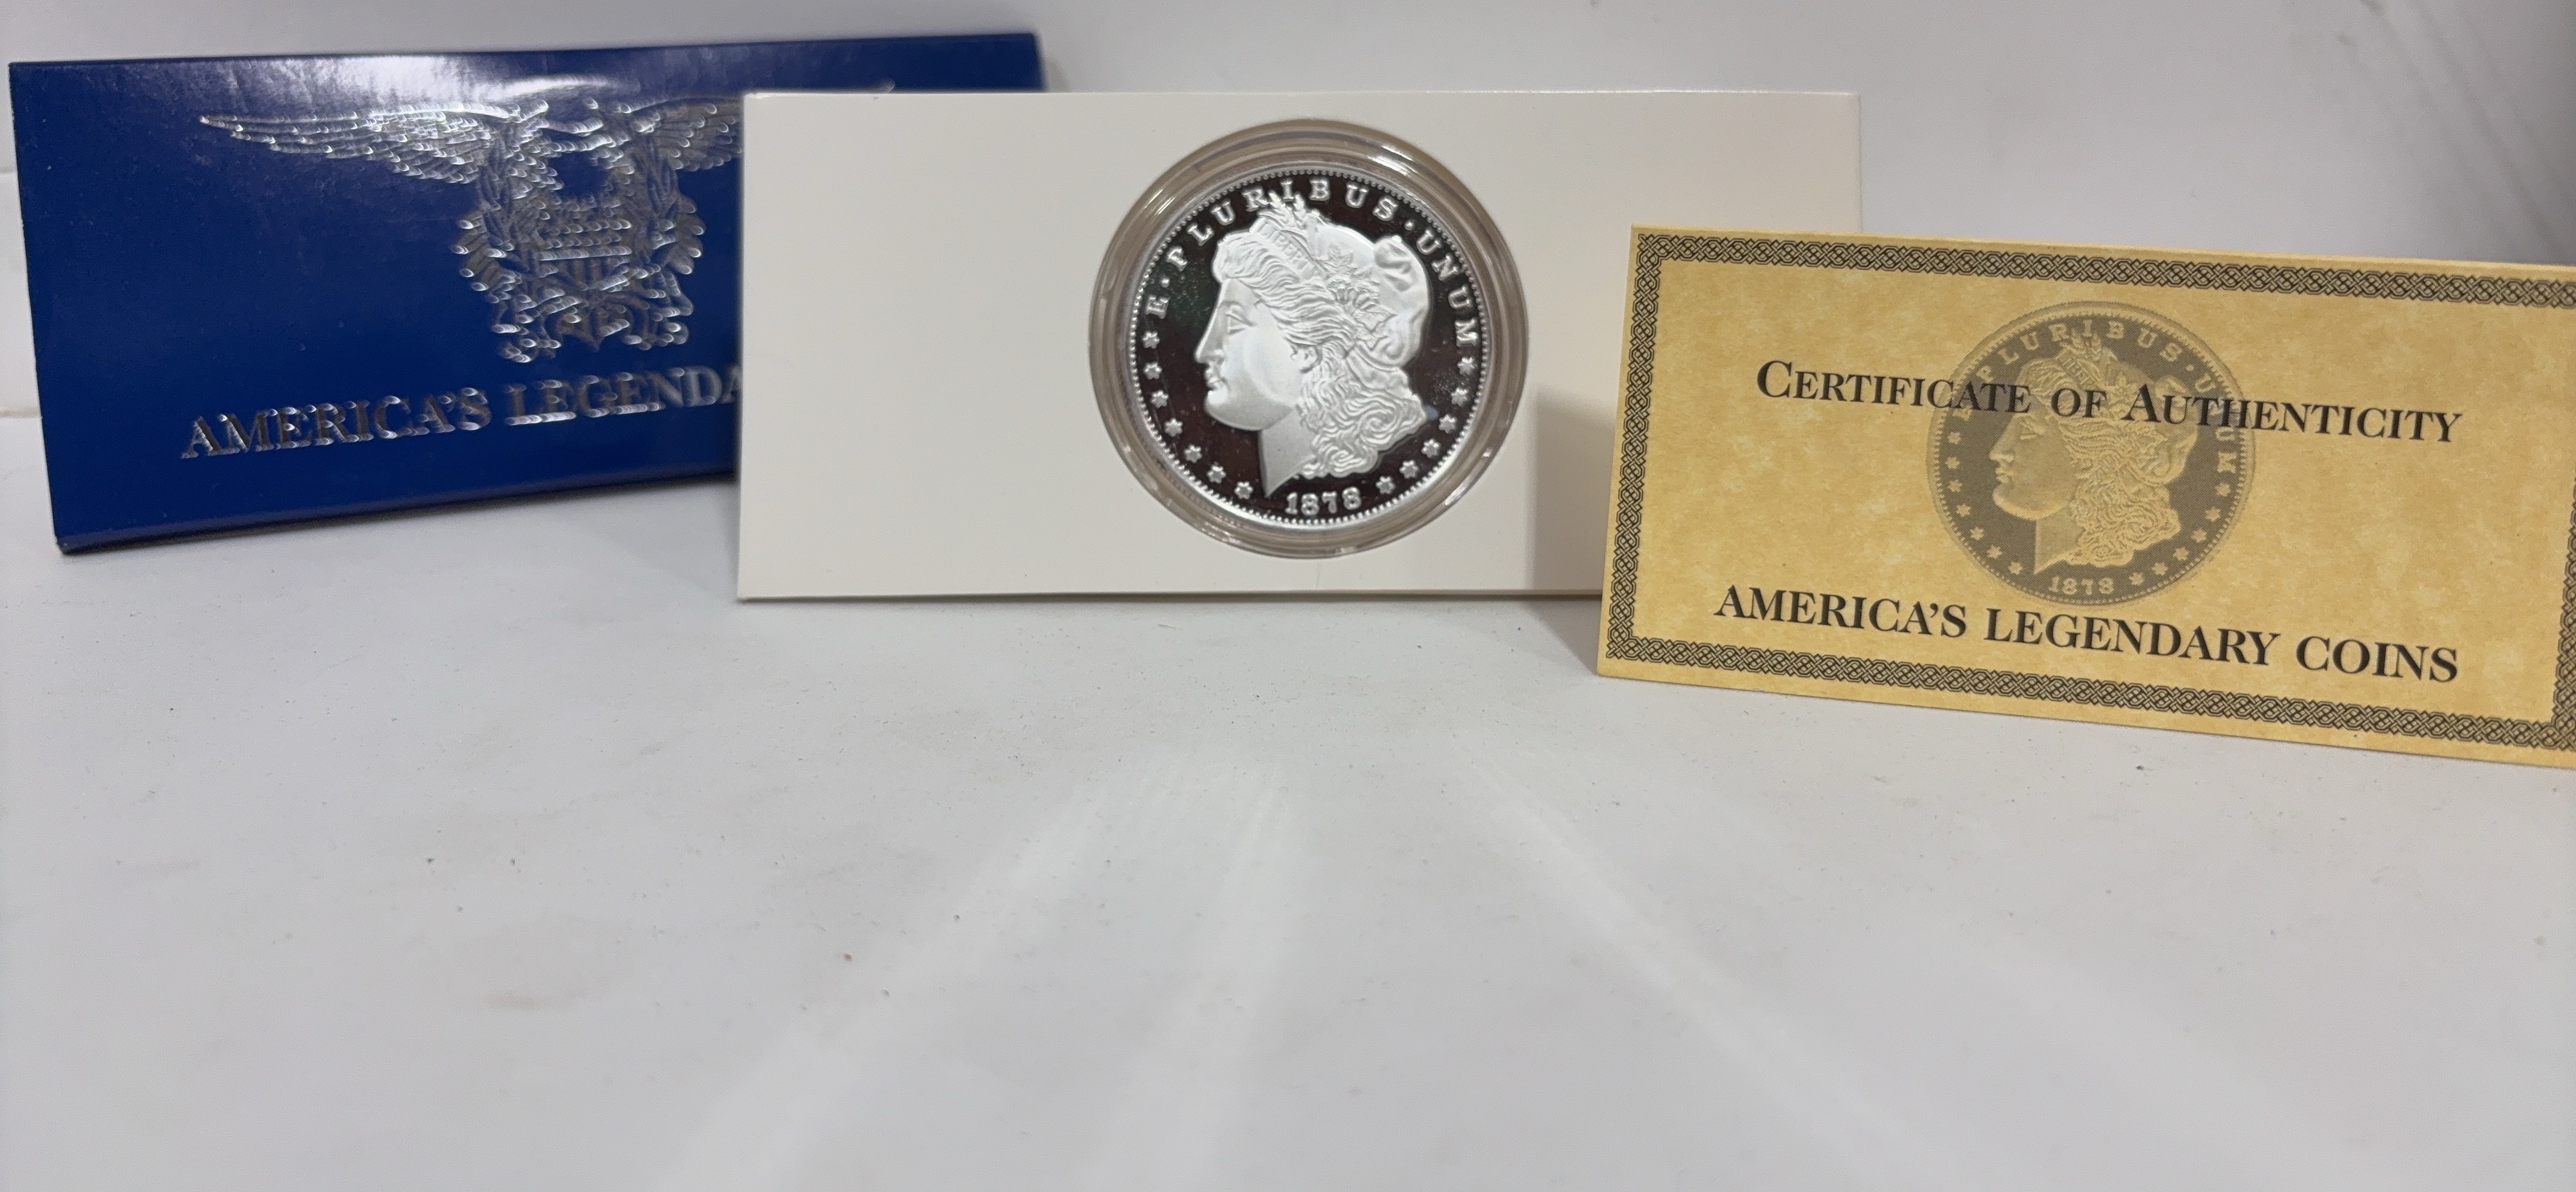 AMERICA'S LEGENDA
E · PLURIBUS · UNUM
LIBERTY
1878
PLURIBUS · UNUM
CERTIFICATE OF AUTHENTICITY
1878
AMERICA'S LEGENDARY COINS